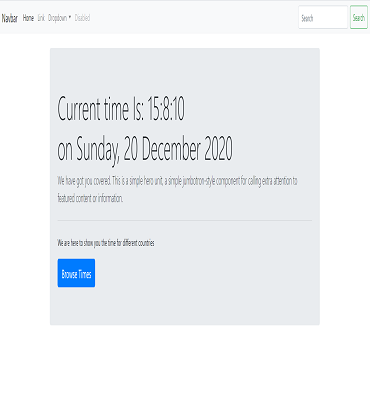 Navbar Home Link Dropdown Disabled Search Search
Current time Is: 15:8:10
on Sunday, 20 December 2020
We have got you covered. This is a simple hero unit, a simple jumbotron-style component for calling extra attention to
featured content or information.
We are here to show you the time for different countries
Browse Times